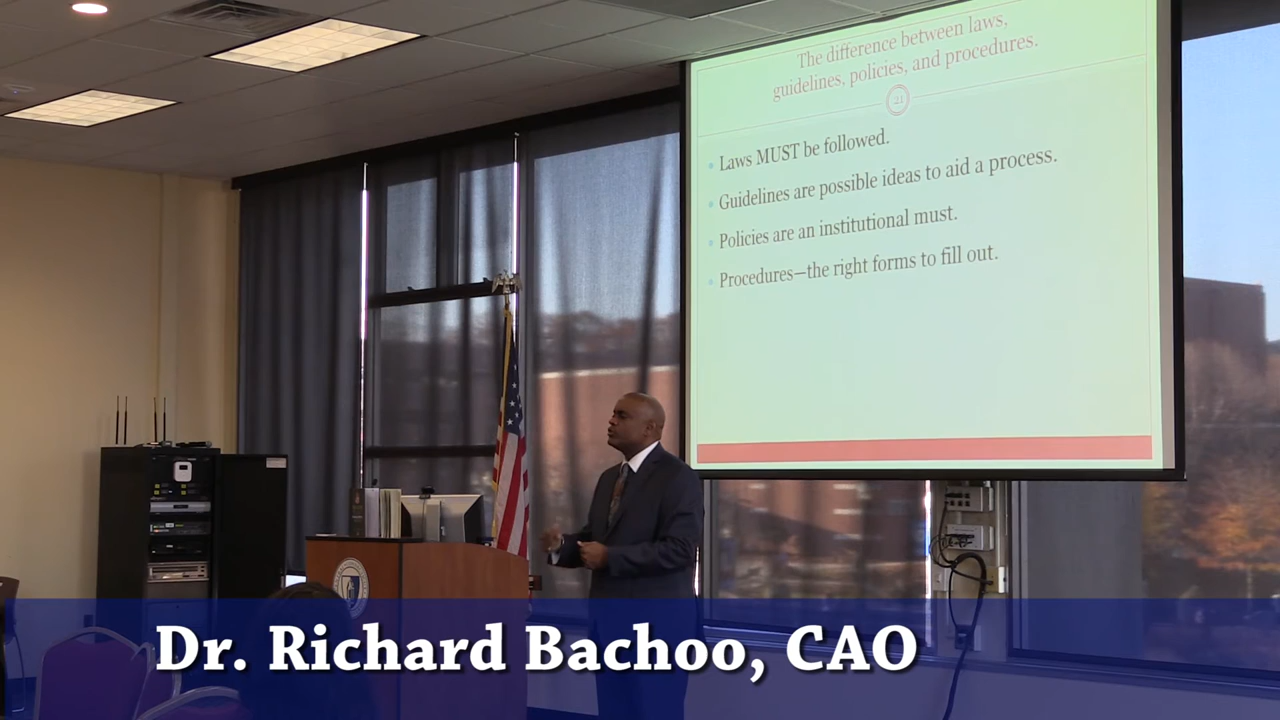 The difference between laws,
guidelines, policies, and procedures.
21
Laws MUST be followed.
Guidelines are possible ideas to aid a process.
Policies are an institutional must.
Procedures—the right forms to fill out.
Dr. Richard Bachoo, CAO